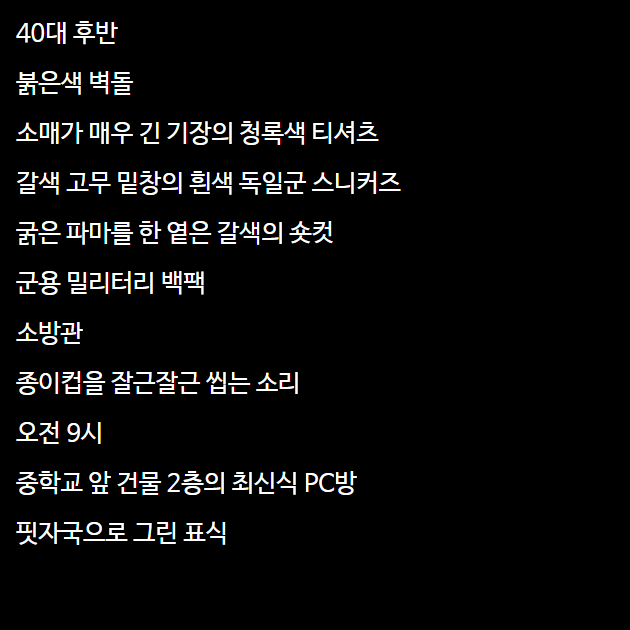 40대 후반
붉은색 벽돌
소매가 매우 긴 기장의 청록색 티셔츠
갈색 고무 밑창의 흰색 독일군 스니커즈
굵은 파마를 한 옅은 갈색의 숏컷
군용 밀리터리 백팩
소방관
종이컵을 잘근잘근 씹는 소리
오전 9시
중학교 앞 건물 2층의 최신식 PC방
핏자국으로 그린 표식